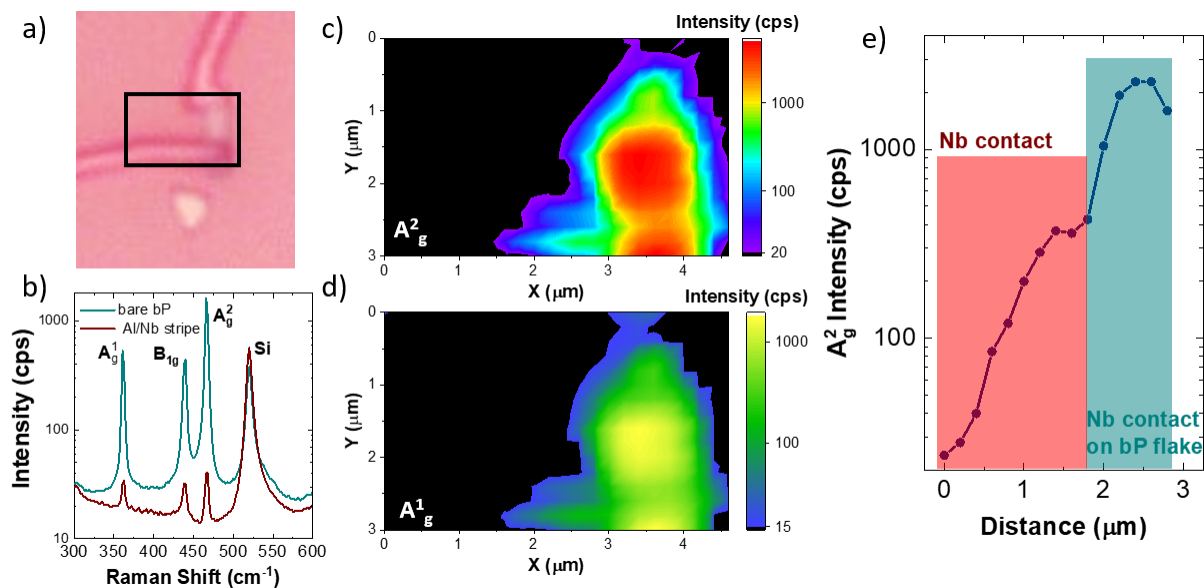 a)
b)
1000
100
10
Intensity (cps)
bare bP
Al/Nb stripe
A¹g
B1g
A²g
Si
300 350 400 450 500 550 600
Raman Shift (cm⁻¹)
c)
Intensity (cps)
0
1
2
3
Y (μm)
A²g
0 1 2 3 4
X (μm)
1000
100
20
d)
Intensity (cps)
0
1
2
3
Y (μm)
A¹g
0 1 2 3 4
X (μm)
1000
100
15
e)
A²g Intensity (cps)
1000
100
Nb contact
Nb contact
on bP flake
0 1 2 3
Distance (μm)